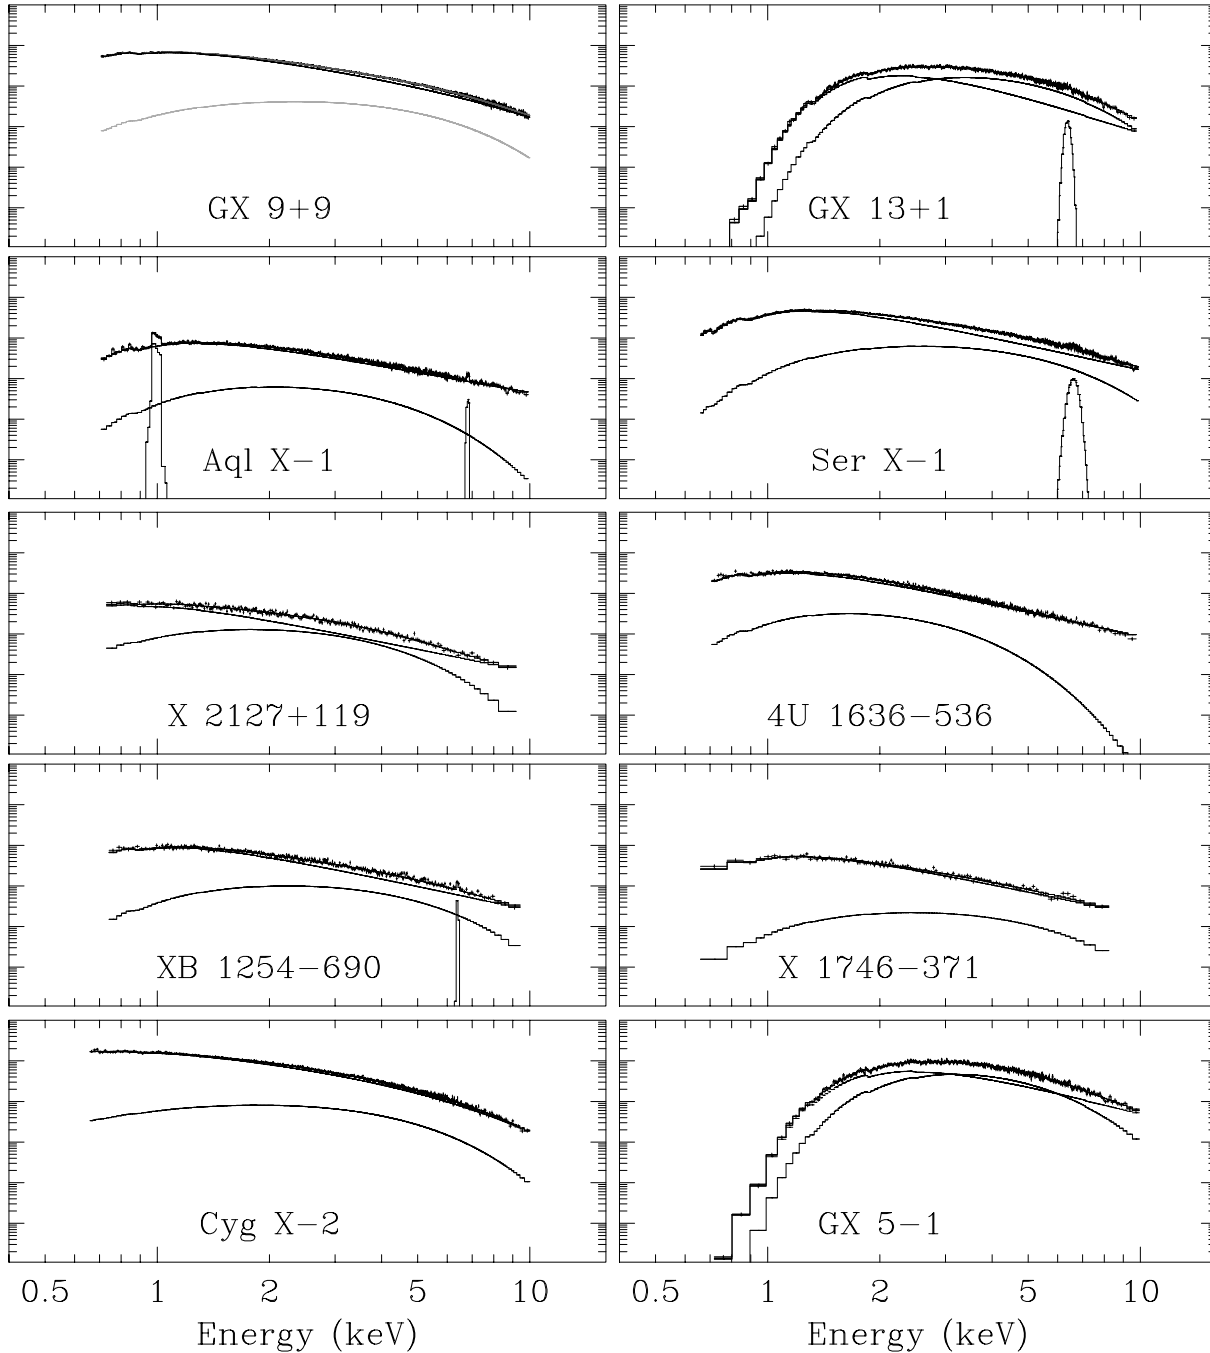 GX 9+9
GX 13+1
Aql X−1
Ser X−1
X 2127+119
4U 1636−536
XB 1254−690
X 1746−371
Cyg X−2
GX 5−1
0.5 1 2 5 10
0.5 1 2 5 10
Energy (keV)
Energy (keV)